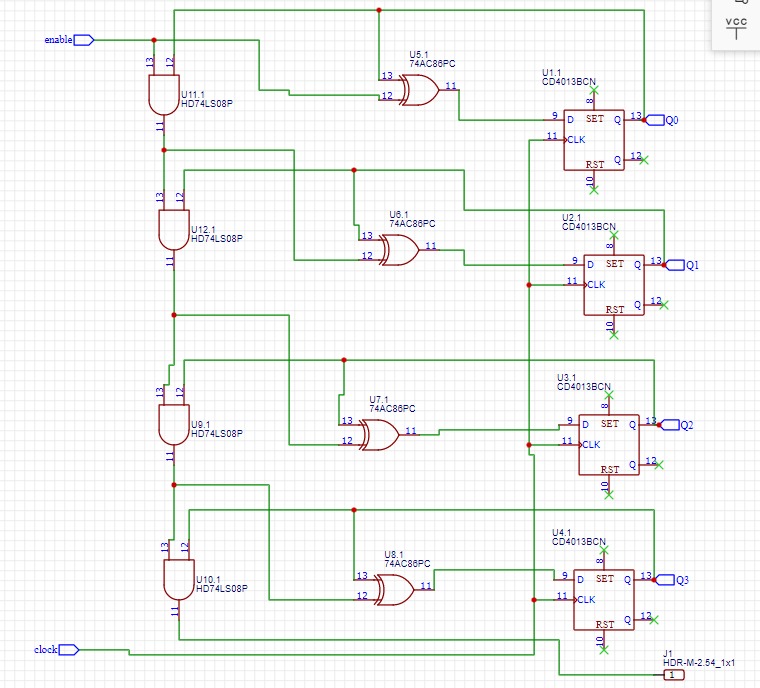 VCC
enable
13
12
U11.1
HD74LS08P
11
U5.1
74AC86PC
13
12
11
U1.1
CD4013BCN
8
9
D
SET
Q
13
Q0
11
CLK
RST
Q
12
10
13
12
U12.1
HD74LS08P
11
U6.1
74AC86PC
13
12
11
U2.1
CD4013BCN
8
9
D
SET
Q
13
Q1
11
CLK
RST
Q
12
10
13
12
U9.1
HD74LS08P
11
U7.1
74AC86PC
13
12
11
U3.1
CD4013BCN
8
9
D
SET
Q
13
Q2
11
CLK
RST
Q
12
10
13
12
U10.1
HD74LS08P
11
U8.1
74AC86PC
13
12
11
U4.1
CD4013BCN
8
9
D
SET
Q
13
Q3
11
CLK
RST
Q
12
10
clock
J1
HDR-M-2.54_1x1
1